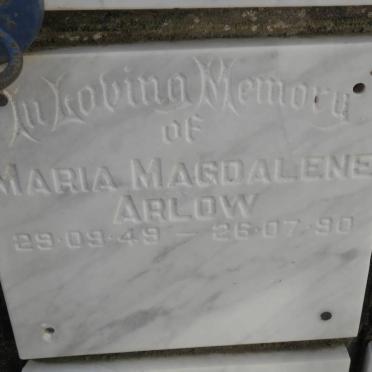 In Loving Memory
of
MARIA MAGDALENE
ARLOW
29·09·49 — 26·07·90